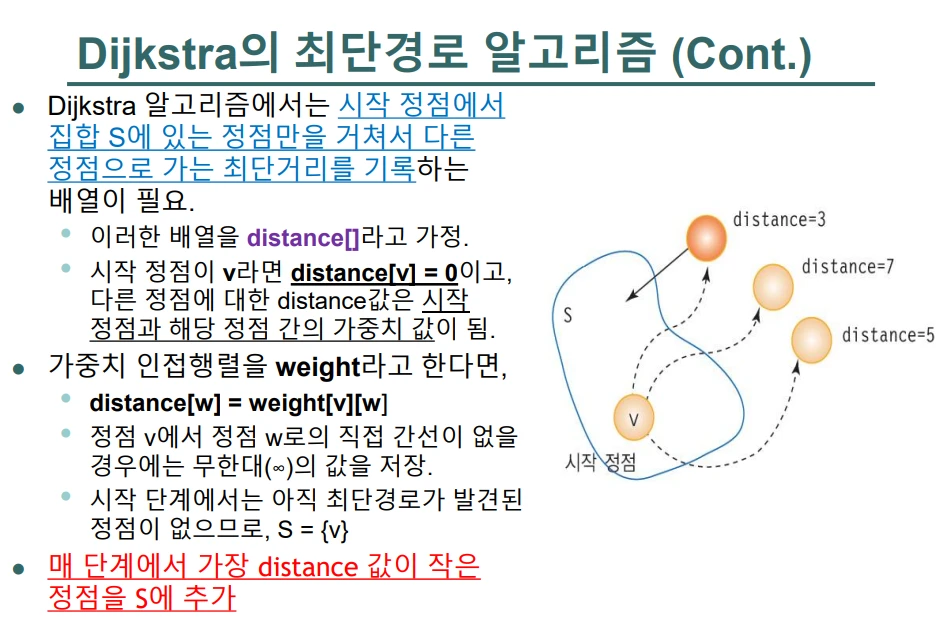 Dijkstra의 최단경로 알고리즘 (Cont.)
● Dijkstra 알고리즘에서는 시작 정점에서
집합 S에 있는 정점만을 거쳐서 다른
정점으로 가는 최단거리를 기록하는
배열이 필요.
● 이러한 배열을 distance[]라고 가정.
● 시작 정점이 v라면 distance[v] = 0이고,
다른 정점에 대한 distance값은 시작
정점과 해당 정점 간의 가중치 값이 됨.
● 가중치 인접행렬을 weight라고 한다면,
● distance[w] = weight[v][w]
● 정점 v에서 정점 w로의 직접 간선이 없을
경우에는 무한대(∞)의 값을 저장.
● 시작 단계에서는 아직 최단경로가 발견된
정점이 없으므로, S = {v}
● 매 단계에서 가장 distance 값이 작은
정점을 S에 추가
distance=3
distance=7
S
distance=5
v
시작 정점